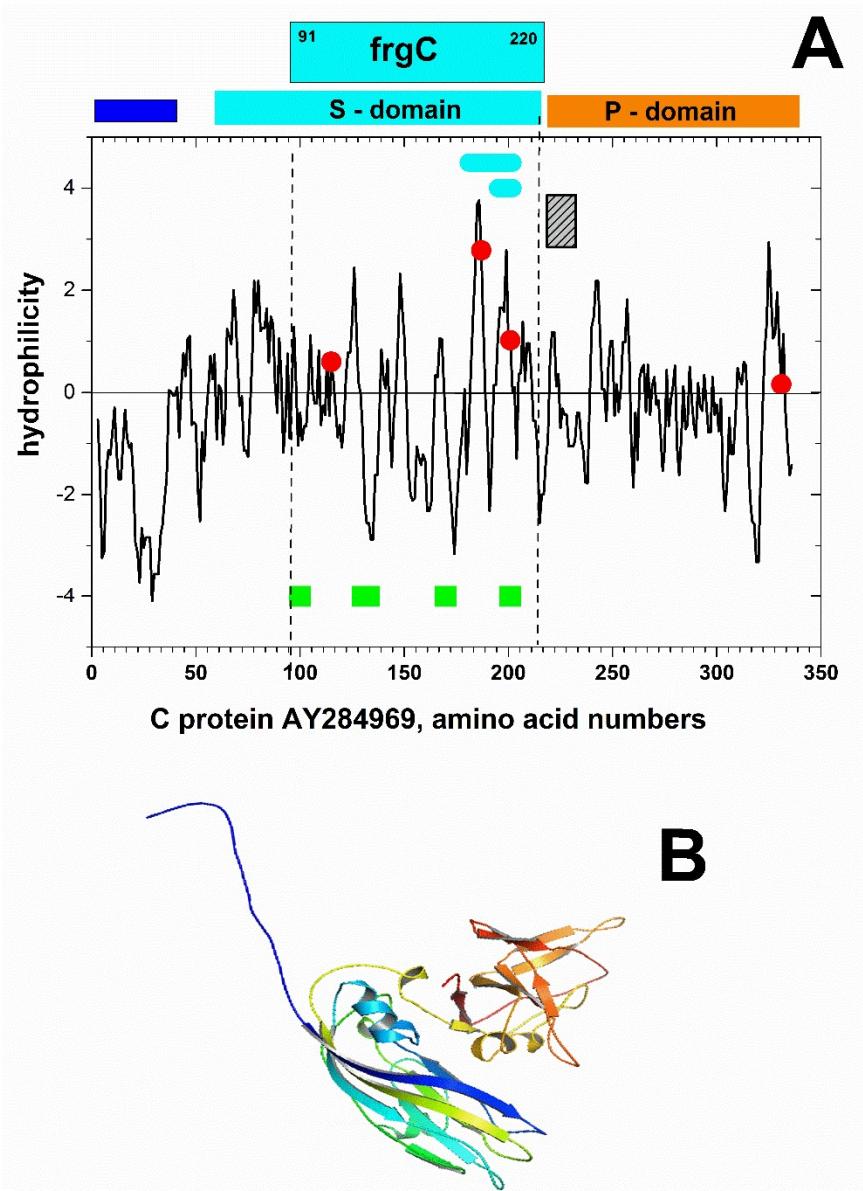 A
91 frgC 220
S - domain P - domain
hydrophilicity
4
2
0
-2
-4
0 50 100 150 200 250 300 350
C protein AY284969, amino acid numbers
B